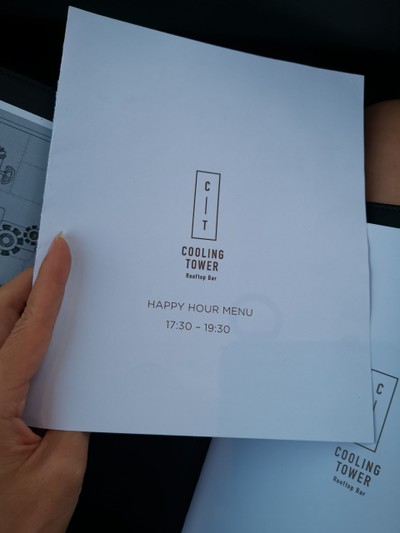 C
T
COOLING
TOWER
Rooftop Bar
HAPPY HOUR MENU
17:30 – 19:30
C
COOLING
TOWER
Rooftop Bar